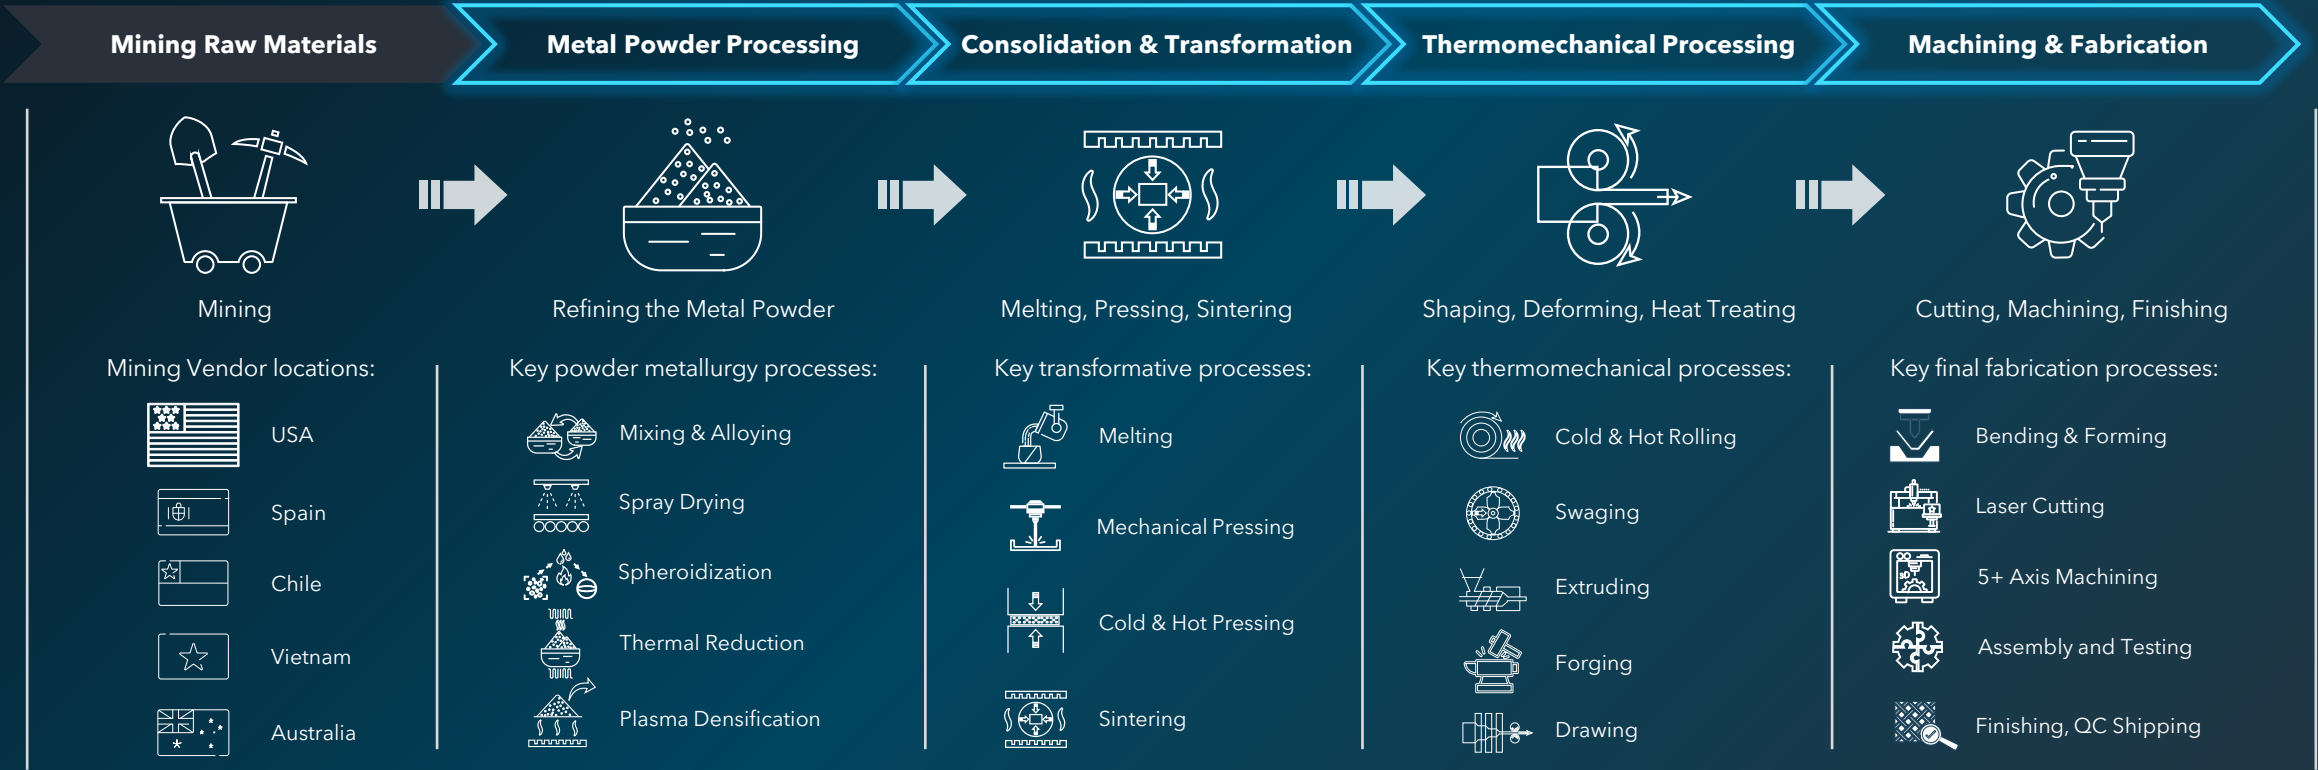 Mining Raw Materials
Metal Powder Processing
Consolidation & Transformation
Thermomechanical Processing
Machining & Fabrication
Mining
Refining the Metal Powder
Melting, Pressing, Sintering
Shaping, Deforming, Heat Treating
Cutting, Machining, Finishing
Mining Vendor locations:
USA
Spain
Chile
Vietnam
Australia
Key powder metallurgy processes:
Mixing & Alloying
Spray Drying
Spheroidization
Thermal Reduction
Plasma Densification
Key transformative processes:
Melting
Mechanical Pressing
Cold & Hot Pressing
Sintering
Key thermomechanical processes:
Cold & Hot Rolling
Swaging
Extruding
Forging
Drawing
Key final fabrication processes:
Bending & Forming
Laser Cutting
3D
5+ Axis Machining
Assembly and Testing
Finishing, QC Shipping